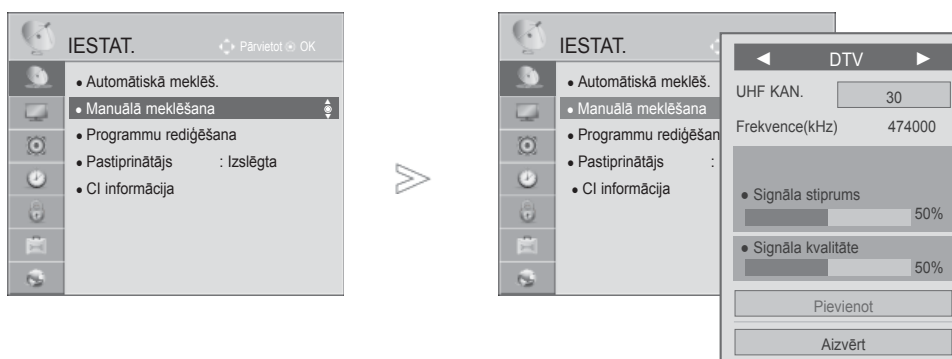 IESTAT.
Pārvietot OK
● Automātiskā meklēš.
● Manuālā meklēšana
● Programmu rediģēšana
● Pastiprinātājs : Izslēgta
● CI informācija
IESTAT.
● Automātiskā meklēš.
● Manuālā meklēšana
● Programmu rediģēšan
● Pastiprinātājs :
● CI informācija
◄ DTV ►
UHF KAN. 30
Frekvence(kHz) 474000
● Signāla stiprums
50%
● Signāla kvalitāte
50%
Pievienot
Aizvērt